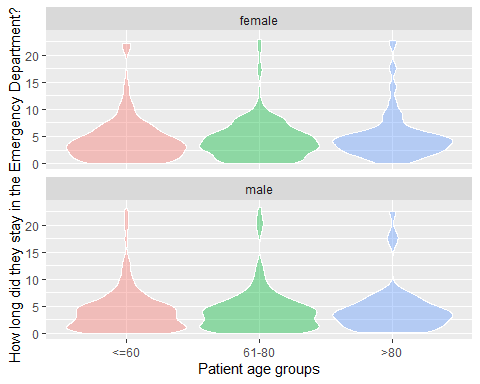 How long did they stay in the Emergency Department?
female
20
15
10
5
0
male
20
15
10
5
0
<=60 61-80 >80
Patient age groups